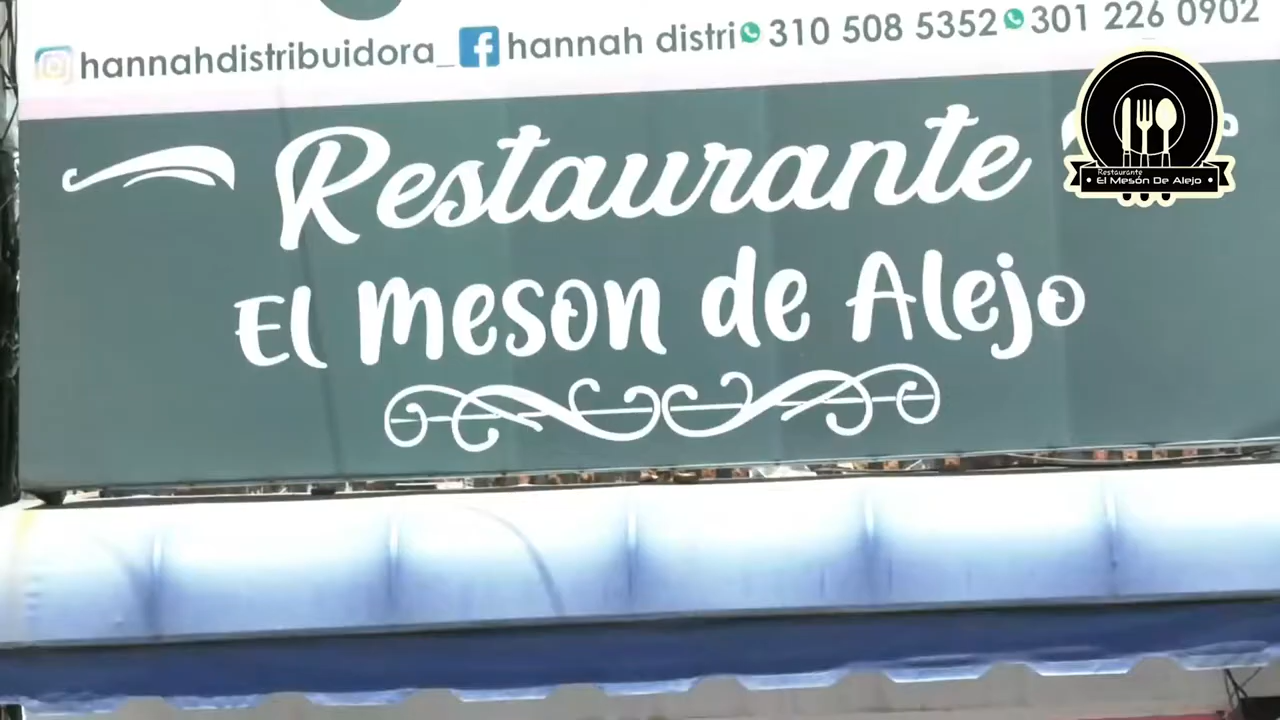 hannahdistribuidora_ hannah distri 310 508 5352 301 226 0902
Restaurante
El meson de Alejo
Restaurante
El Mesón De Alejo